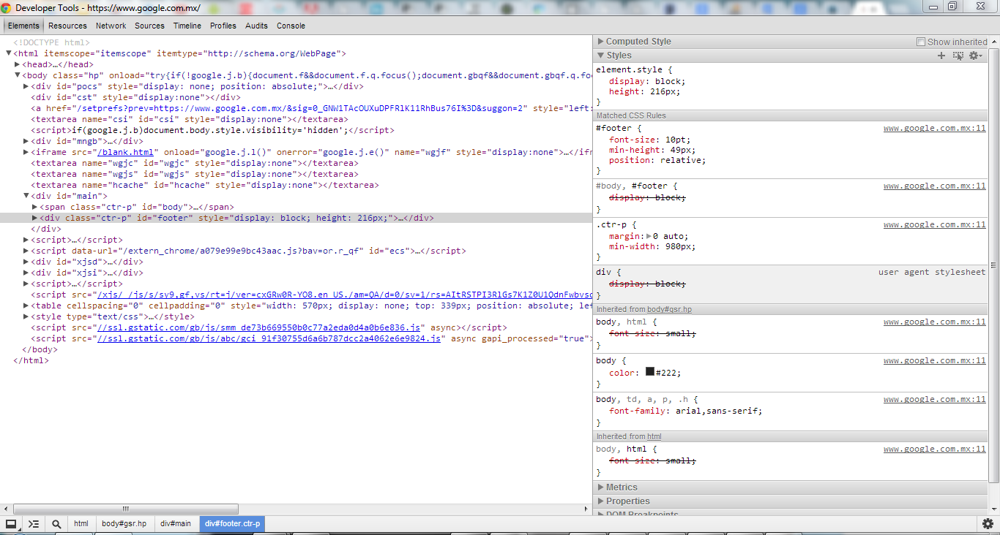 Developer Tools - https://www.google.com.mx/
Elements Resources Network Sources Timeline Profiles Audits Console
<!DOCTYPE html>
<html itemscope="itemscope" itemtype="http://schema.org/WebPage">
<head>…</head>
<body class="hp" onload="try{if(!google.j.b){document.f&&document.f.q.focus();document.gbqf&&document.gbqf.q.foc
<div id="pocs" style="display: none; position: absolute;">…</div>
<div id="cst" style="display:none"></div>
<a href="/setprefs?prev=https://www.google.com.mx/&sig=0_GNW1TAcOUXuDPFRlK11RhBus76I%3D&suggon=2" style="left:
<textarea name="csi" id="csi" style="display:none"></textarea>
<script>if(google.j.b)document.body.style.visibility='hidden';</script>
<div id="mngb">…</div>
<iframe src="/blank.html" onload="google.j.l()" onerror="google.j.e()" name="wgjf" style="display:none">…</ifr
<textarea name="wgjc" id="wgjc" style="display:none"></textarea>
<textarea name="wgjs" id="wgjs" style="display:none"></textarea>
<textarea name="hcache" id="hcache" style="display:none"></textarea>
<div id="main">
<span class="ctr-p" id="body">…</span>
<div class="ctr-p" id="footer" style="display: block; height: 216px;">…</div>
</div>
<script>…</script>
<script data-url="/extern_chrome/a079e99e9bc43aac.js?bav=or.r_qf" id="ecs">…</script>
<div id="xjsd">…</div>
<div id="xjsi">…</div>
<script>…</script>
<script src="/xjs/_/js/s/sy9,gf,vs/rt=j/ver=cxGRw0R-YO8.en_US./am=QA/d=0/sv=1/rs=AItRSTPI3RlGs7K1Z0U1QdnFwbvsc
<table cellspacing="0" cellpadding="0" style="width: 570px; display: none; top: 339px; position: absolute; lef
<style type="text/css">…</style>
<script src="//ssl.gstatic.com/gb/js/smm_de73b669550b0c77a2eda0d4a0b6e836.js" async></script>
<script src="//ssl.gstatic.com/gb/js/abc/gci_91f30755d6a6b787dcc2a4062e6e9824.js" async gapi_processed="true">
</body>
</html>
Computed Style Show inherited
Styles
element.style {
display: block;
height: 216px;
}
Matched CSS Rules
#footer { www.google.com.mx:11
font-size: 10pt;
min-height: 49px;
position: relative;
}
#body, #footer { www.google.com.mx:11
display: block;
}
.ctr-p { www.google.com.mx:11
margin: 0 auto;
min-width: 980px;
}
div { user agent stylesheet
display: block;
}
Inherited from body#gsr.hp
body, html { www.google.com.mx:11
font-size: small;
}
body { www.google.com.mx:11
color: #222;
}
body, td, a, p, .h { www.google.com.mx:11
font-family: arial,sans-serif;
}
Inherited from html
body, html { www.google.com.mx:11
font-size: small;
}
Metrics
Properties
DOM Breakpoints
html body#gsr.hp div#main div#footer.ctr-p